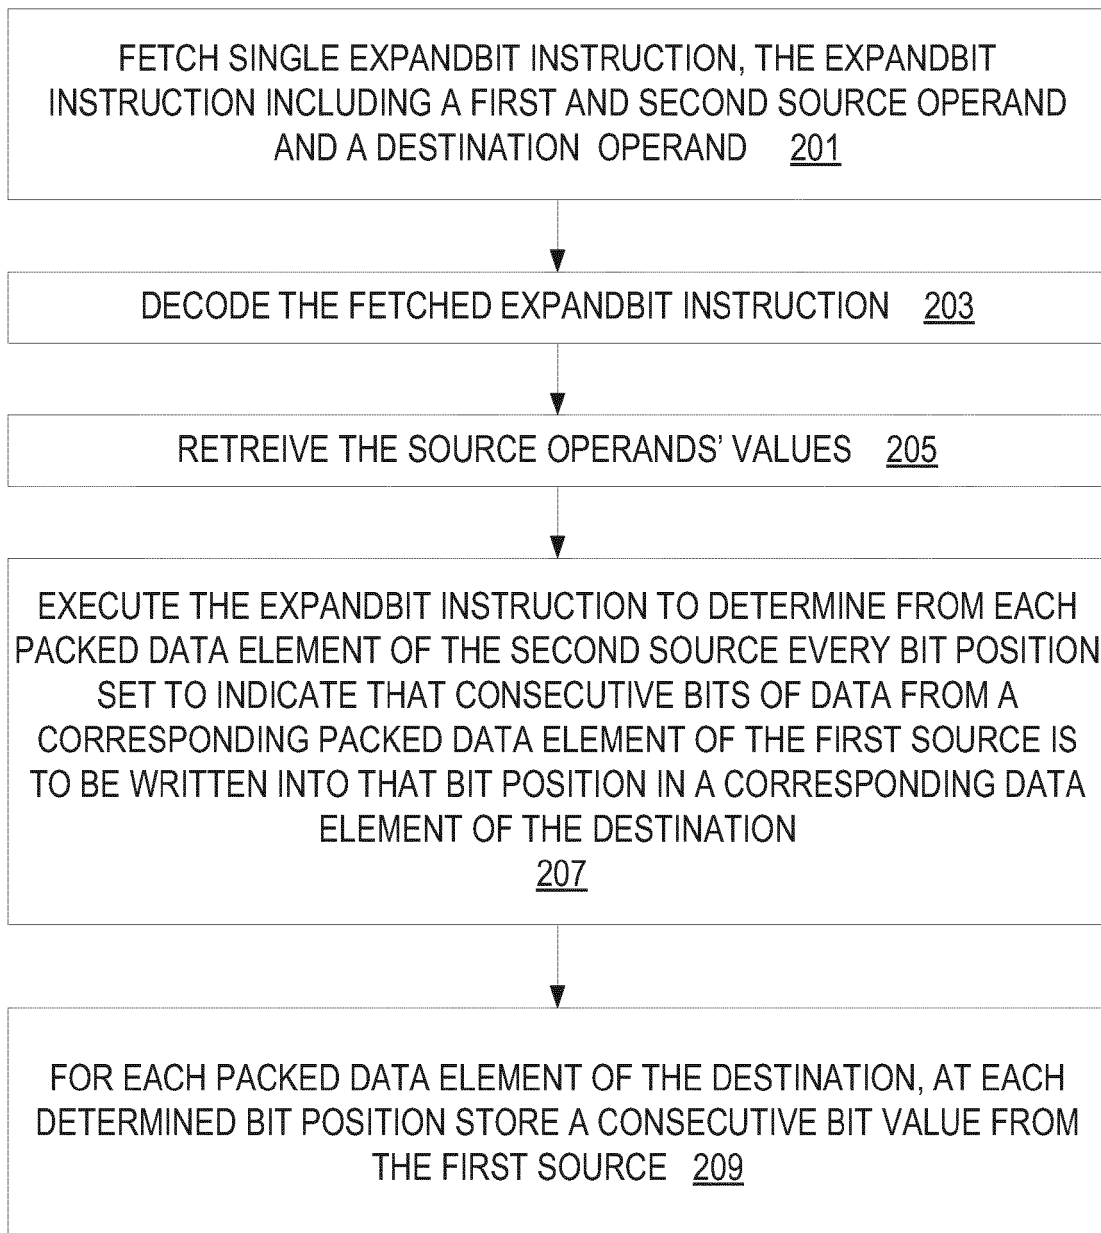 FETCH SINGLE EXPANDBIT INSTRUCTION, THE EXPANDBIT
INSTRUCTION INCLUDING A FIRST AND SECOND SOURCE OPERAND
AND A DESTINATION OPERAND 201
DECODE THE FETCHED EXPANDBIT INSTRUCTION 203
RETREIVE THE SOURCE OPERANDS' VALUES 205
EXECUTE THE EXPANDBIT INSTRUCTION TO DETERMINE FROM EACH
PACKED DATA ELEMENT OF THE SECOND SOURCE EVERY BIT POSITION
SET TO INDICATE THAT CONSECUTIVE BITS OF DATA FROM A
CORRESPONDING PACKED DATA ELEMENT OF THE FIRST SOURCE IS
TO BE WRITTEN INTO THAT BIT POSITION IN A CORRESPONDING DATA
ELEMENT OF THE DESTINATION
207
FOR EACH PACKED DATA ELEMENT OF THE DESTINATION, AT EACH
DETERMINED BIT POSITION STORE A CONSECUTIVE BIT VALUE FROM
THE FIRST SOURCE 209